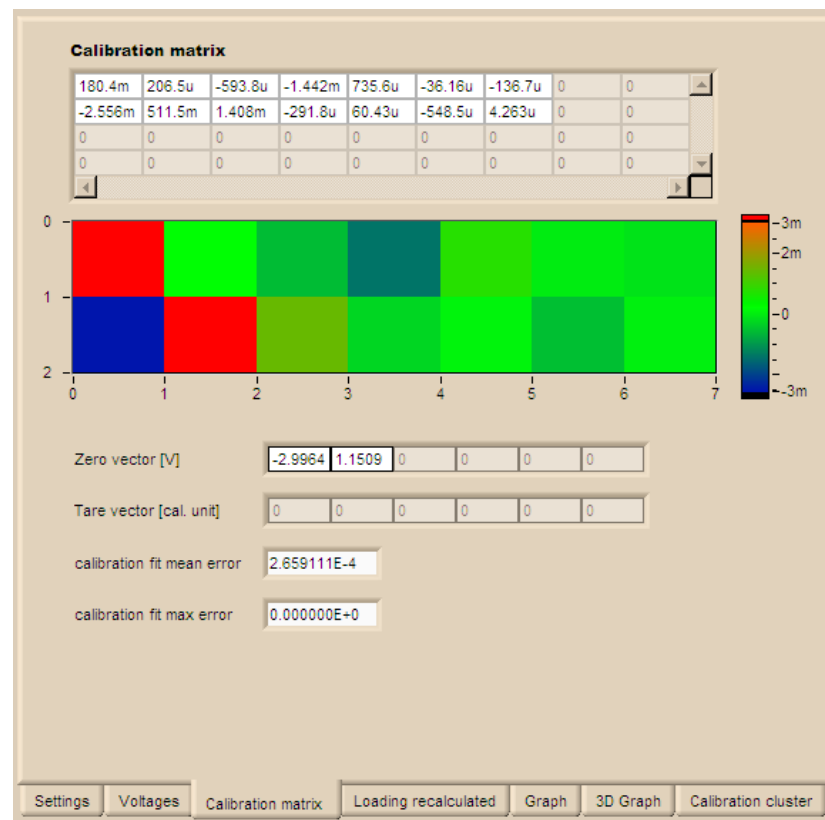 Calibration matrix
180.4m 206.5u -593.8u -1.442m 735.6u -36.16u -136.7u 0 0
-2.556m 511.5m 1.408m -291.8u 60.43u -548.5u 4.263u 0 0
0 0 0 0 0 0 0 0 0
0 0 0 0 0 0 0 0 0
0
1
2
0 1 2 3 4 5 6 7
-3m
-2m
-0
--3m
Zero vector [V] -2.9964 1.1509 0 0 0 0
Tare vector [cal. unit] 0 0 0 0 0 0
calibration fit mean error 2.659111E-4
calibration fit max error 0.000000E+0
Settings Voltages Calibration matrix Loading recalculated Graph 3D Graph Calibration cluster